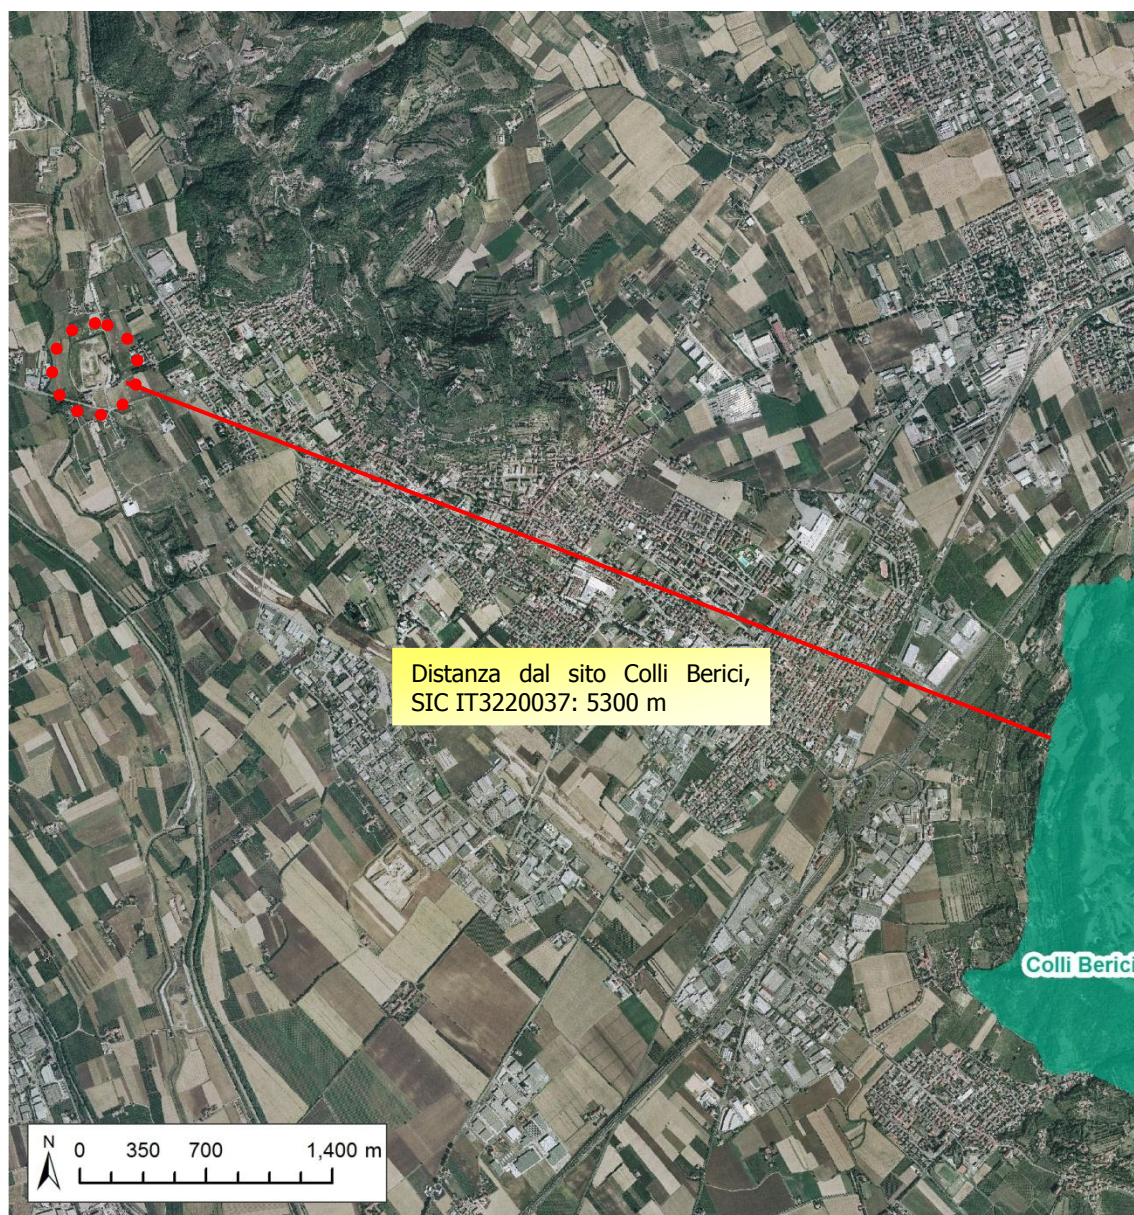 Distanza dal sito Colli Berici,
SIC IT3220037: 5300 m
Colli Berici
N
0 350 700 1,400 m